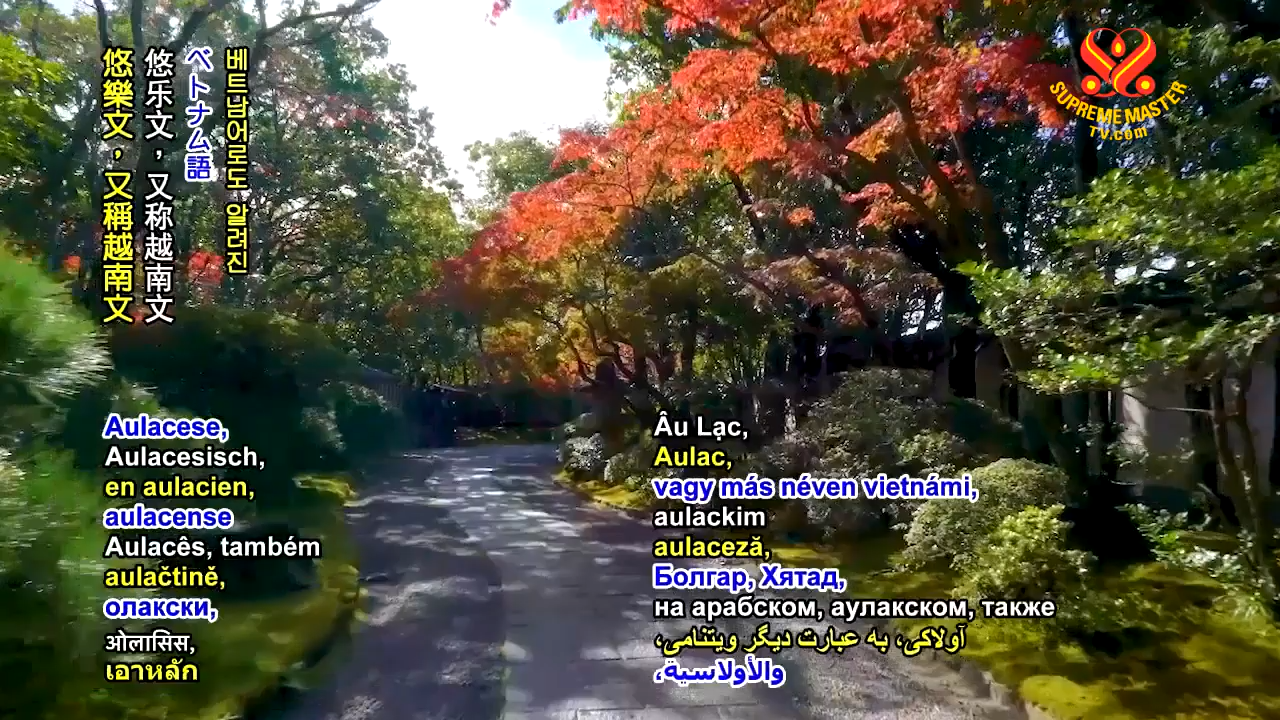 베트남어로도 알려진
ベトナム語
悠乐文，又称越南文
悠樂文，又稱越南文
SUPREME MASTER
TV.com
Aulacese,
Aulacesisch,
en aulacien,
aulacense
Aulacês, também
aulačtině,
олакски,
ओलासिस,
เอาหลัก
Âu Lạc,
Aulac,
vagy más néven vietnámi,
aulackim
aulaceză,
Болгар, Хятад,
на арабском, аулакском, также
آولاکی، به عبارت دیگر ویتنامی،
والأولاسية،